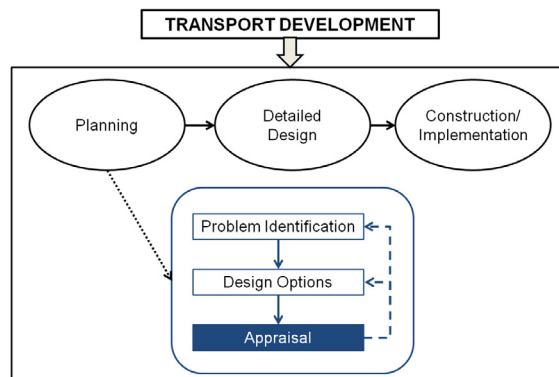 TRANSPORT DEVELOPMENT
Planning
Detailed
Design
Construction/
Implementation
Problem Identification
Design Options
Appraisal